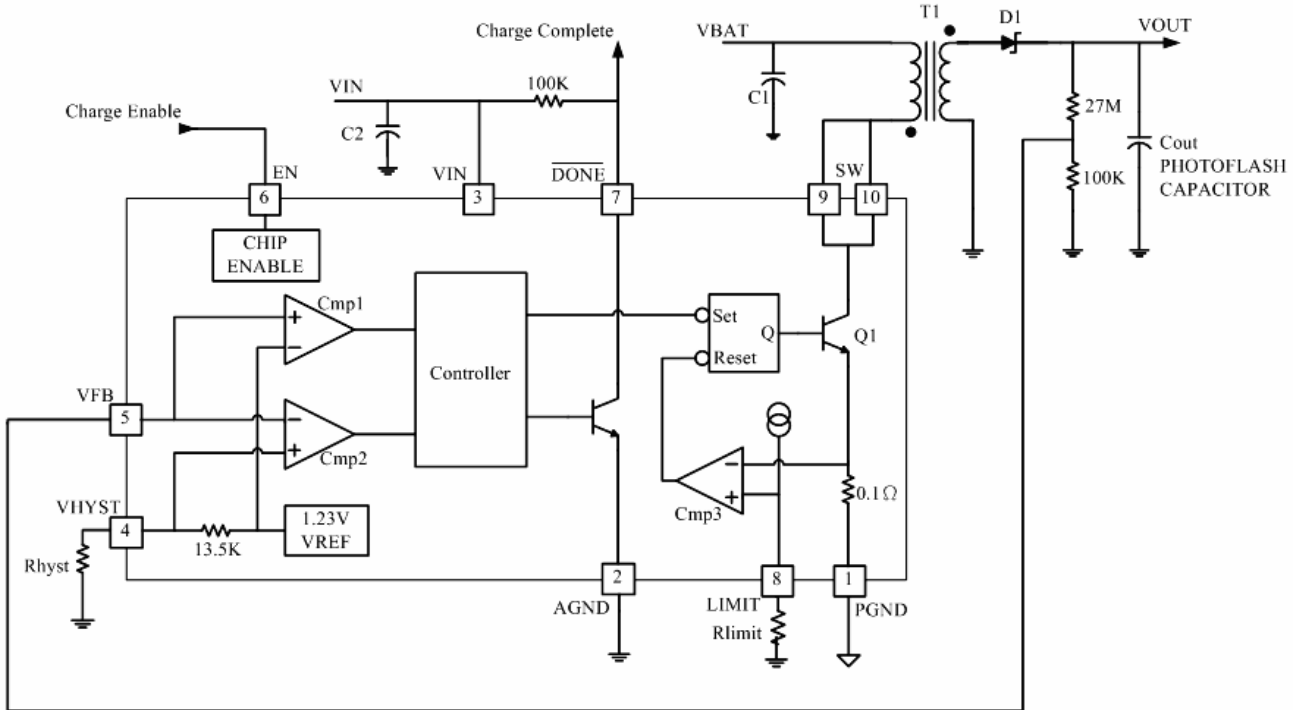 Charge Complete
VBAT
T1
D1
VOUT
VIN
100K
C1
27M
Charge Enable
C2
Cout
PHOTOFLASH
CAPACITOR
100K
EN
VIN
DONE
SW
6
3
7
9
10
CHIP
ENABLE
Cmp1
+
−
Set
Q
Q1
Reset
Controller
VFB
5
−
+
Cmp2
−
+
Cmp3
0.1Ω
VHYST
4
13.5K
1.23V
VREF
Rhyst
2
8
1
AGND
LIMIT
PGND
Rlimit